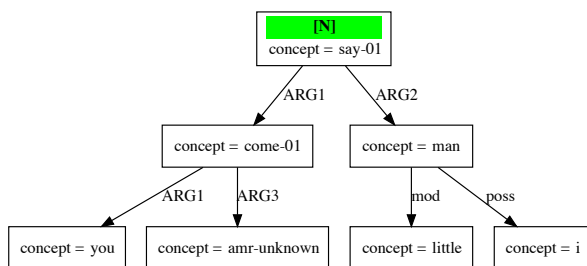 [N]
concept = say-01
ARG1
ARG2
concept = come-01
concept = man
ARG1
ARG3
mod
poss
concept = you
concept = amr-unknown
concept = little
concept = i